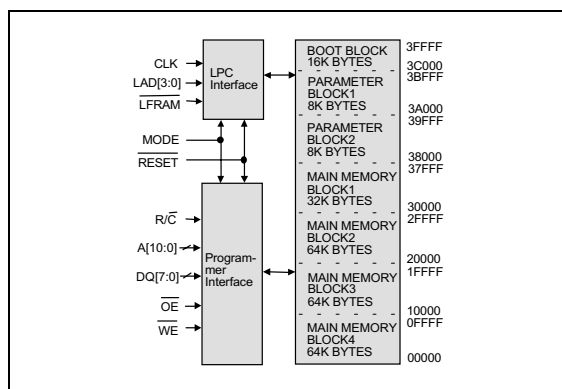 CLK
LAD[3:0]
LFRAM
MODE
RESET
R/C
A[10:0]
DQ[7:0]
OE
WE
LPC
Interface
Programm-
mer
Interface
BOOT BLOCK
16K BYTES
PARAMETER
BLOCK1
8K BYTES
PARAMETER
BLOCK2
8K BYTES
MAIN MEMORY
BLOCK1
32K BYTES
MAIN MEMORY
BLOCK2
64K BYTES
MAIN MEMORY
BLOCK3
64K BYTES
MAIN MEMORY
BLOCK4
64K BYTES
3FFFF
3C000
3BFFF
3A000
39FFF
38000
37FFF
30000
2FFFF
20000
1FFFF
10000
0FFFF
00000